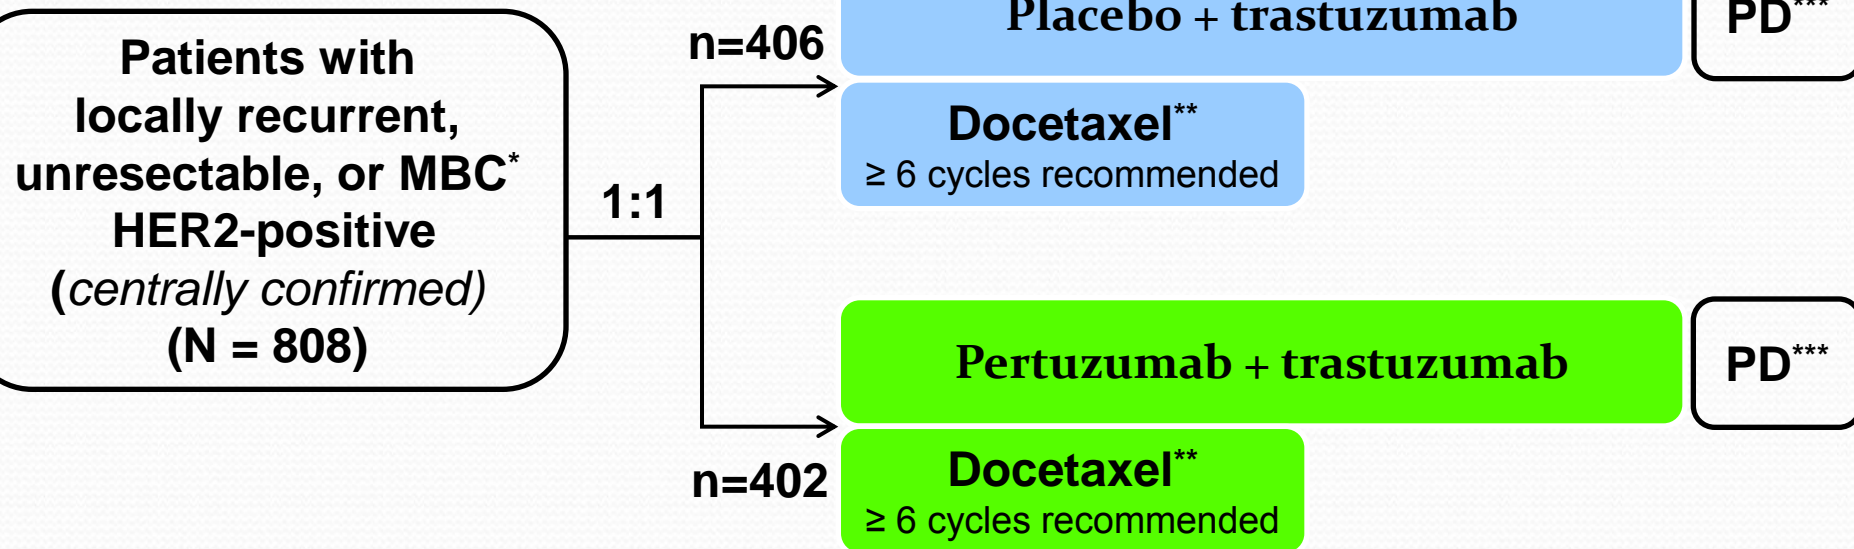 Patients with
locally recurrent,
unresectable, or MBC*
HER2-positive
(centrally confirmed)
(N = 808)
1:1
n=406
Placebo + trastuzumab
PD***
Docetaxel**
≥ 6 cycles recommended
Pertuzumab + trastuzumab
PD***
n=402
Docetaxel**
≥ 6 cycles recommended